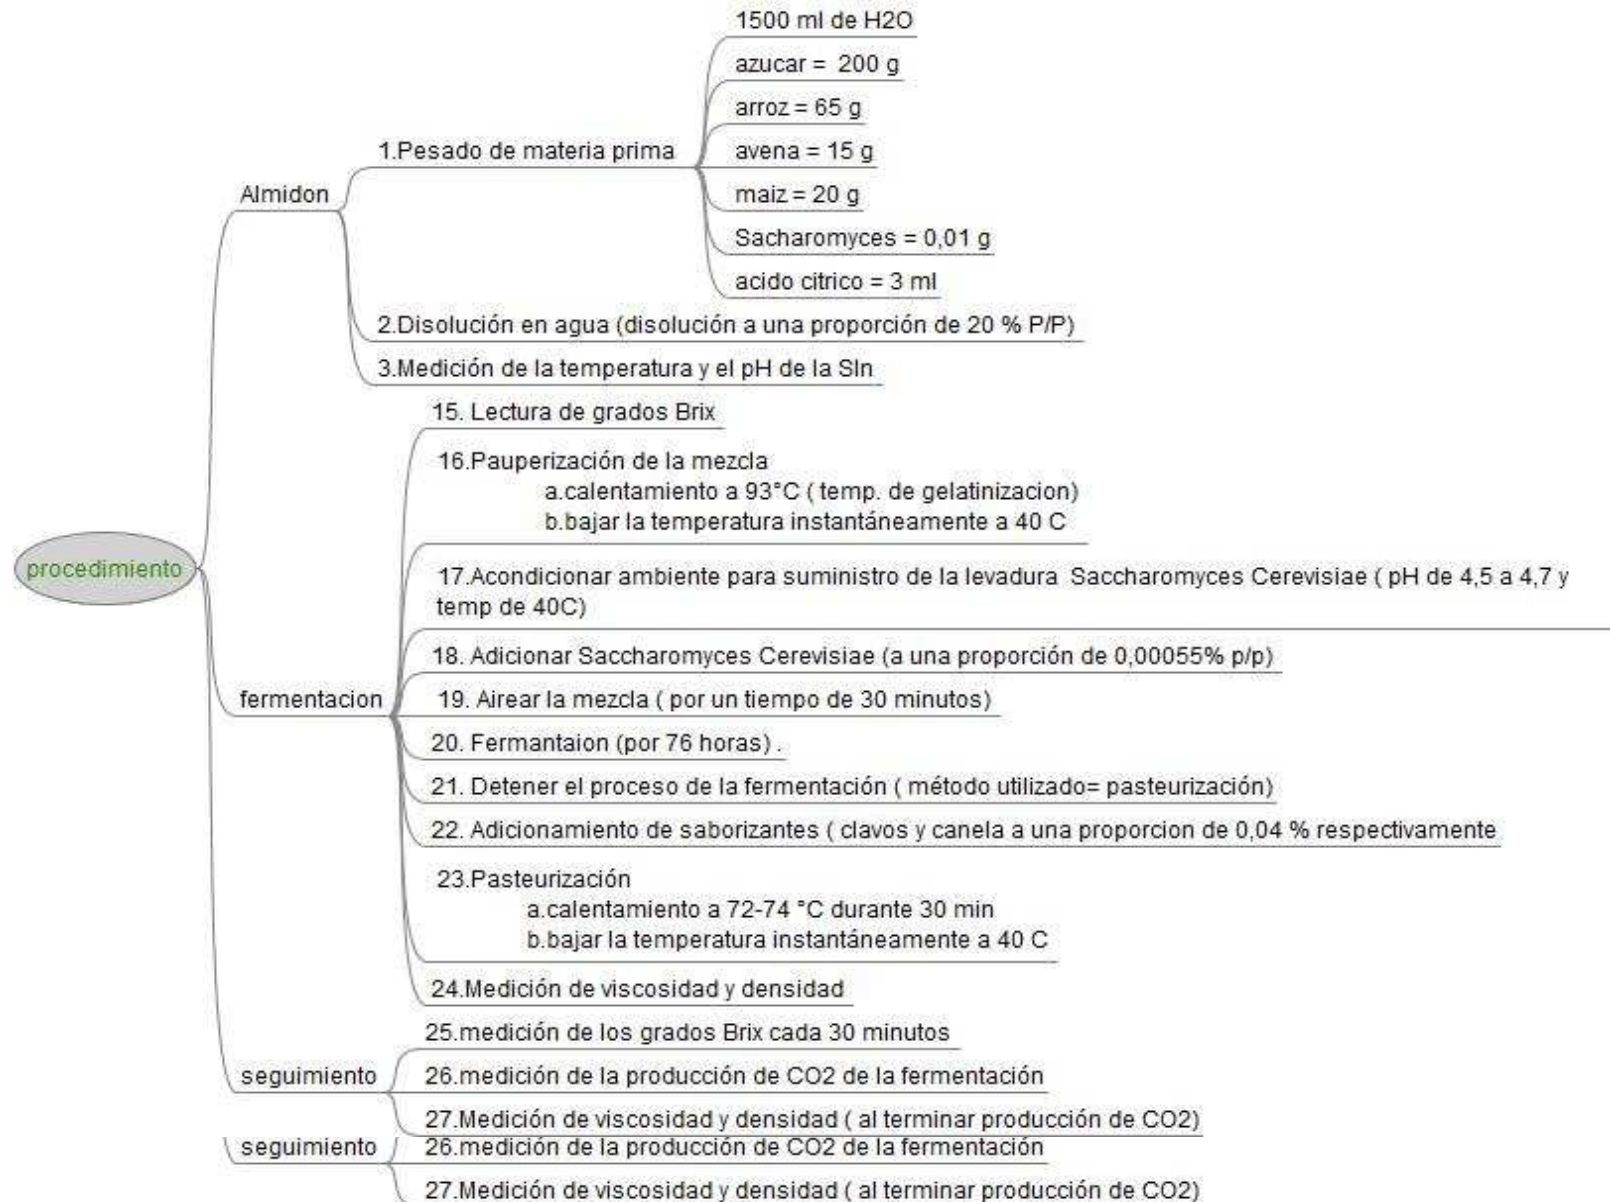 procedimiento
Almidon
1.Pesado de materia prima
1500 ml de H2O
azucar =  200 g
arroz = 65 g
avena = 15 g
maiz = 20 g
Sacharomyces = 0,01 g
acido citrico = 3 ml
2.Disolución en agua (disolución a una proporción de 20 % P/P)
3.Medición de la temperatura y el pH de la Sln
fermentacion
15. Lectura de grados Brix
16.Pauperización de la mezcla
a.calentamiento a 93°C ( temp. de gelatinizacion)
b.bajar la temperatura instantáneamente a 40 C
17.Acondicionar ambiente para suministro de la levadura  Saccharomyces Cerevisiae ( pH de 4,5 a 4,7 y
temp de 40C)
18. Adicionar Saccharomyces Cerevisiae (a una proporción de 0,00055% p/p)
19. Airear la mezcla ( por un tiempo de 30 minutos)
20. Fermantaion (por 76 horas) .
21. Detener el proceso de la fermentación ( método utilizado= pasteurización)
22. Adicionamiento de saborizantes ( clavos y canela a una proporcion de 0,04 % respectivamente
23.Pasteurización
a.calentamiento a 72-74 °C durante 30 min
b.bajar la temperatura instantáneamente a 40 C
24.Medición de viscosidad y densidad
seguimiento
25.medición de los grados Brix cada 30 minutos
26.medición de la producción de CO2 de la fermentación
27.Medición de viscosidad y densidad ( al terminar producción de CO2)
seguimiento
26.medición de la producción de CO2 de la fermentación
27.Medición de viscosidad y densidad ( al terminar producción de CO2)